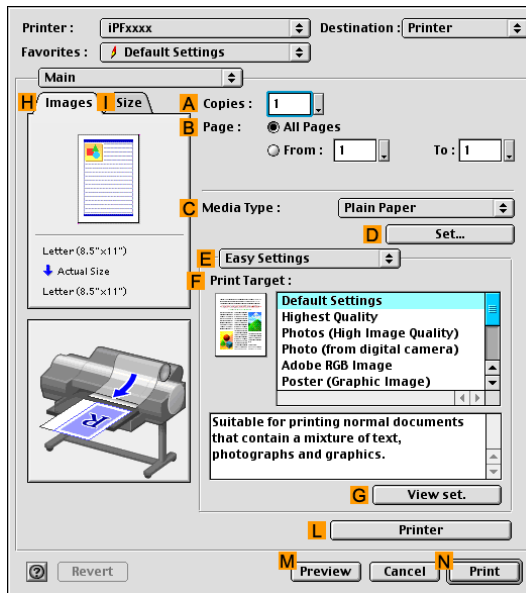 Printer : iPFxxxx Destination : Printer
Favorites : Default Settings
Main
H Images I Size
A Copies : 1
B Page : All Pages
From : 1 To : 1
C Media Type : Plain Paper
D Set...
Letter (8.5"x11")
Actual Size
Letter (8.5"x11")
E Easy Settings
F Print Target :
Default Settings
Highest Quality
Photos (High Image Quality)
Photo (from digital camera)
Adobe RGB Image
Poster (Graphic Image)
R
Suitable for printing normal documents
that contain a mixture of text,
photographs and graphics.
G View set.
L Printer
? Revert M Preview Cancel N Print